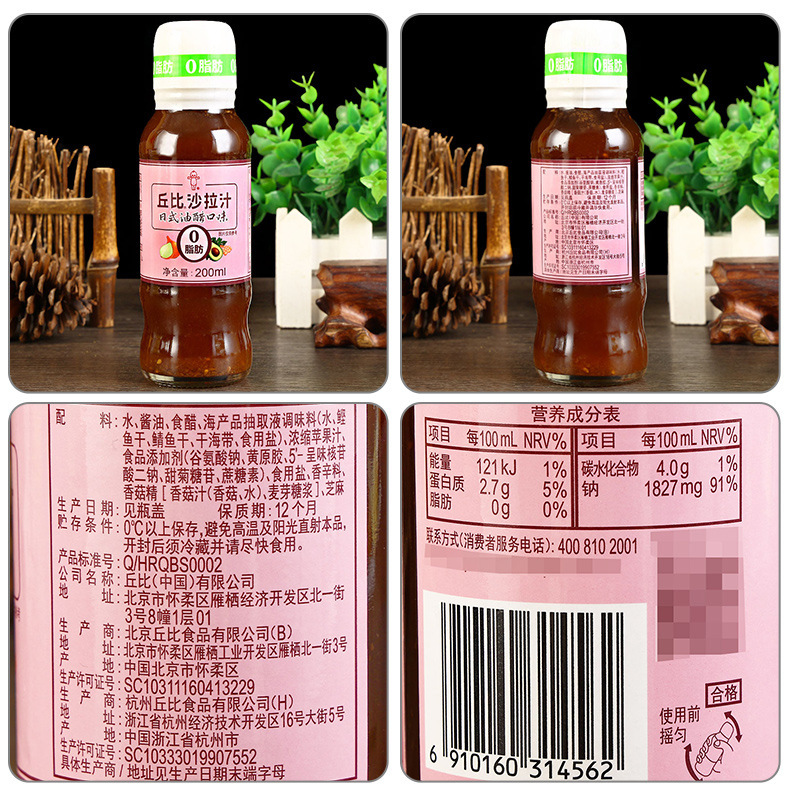 0脂肪
丘比沙拉汁
日式油醋口味
0
脂肪
净含量:200ml
0脂肪
配料:水、酱油、食醋、海产品抽取液调味料(水、鲣
鱼干、鲭鱼干、干海带、食用盐)、浓缩苹果汁、
食品添加剂(谷氨酸钠、黄原胶、5'-呈味核苷
酸二钠、甜菊糖苷、蔗糖素)、食用盐、香辛料、
香菇精[香菇汁(香菇、水)、麦芽糖浆]、芝麻
生产日期:见瓶盖 保质期:12个月
贮存条件:0℃以上保存,避免高温及阳光直射本品,
开封后须冷藏并请尽快食用。
产品标准号:Q/HRQBS0002
公司名称:丘比(中国)有限公司
地址:北京市怀柔区雁栖经济开发区北一街
3号8幢1层01
生产商:北京丘比食品有限公司(B)
地址:北京市怀柔区雁栖工业开发区雁栖北一街3号
产地:中国北京市怀柔区
生产许可证号:SC10311160413229
生产商:杭州丘比食品有限公司(H)
地址:浙江省杭州经济技术开发区16号大街5号
产地:中国浙江省杭州市
生产许可证号:SC10333019907552
具体生产商/地址见生产日期末端字母
营养成分表
项目 每100mL NRV% 项目 每100mL NRV%
能量 121kJ 1% 碳水化合物 4.0g 1%
蛋白质 2.7g 5% 钠 1827mg 91%
脂肪 0g 0%
联系方式(消费者服务电话):400 810 2001
合格
使用前
摇匀
6 910160 314562